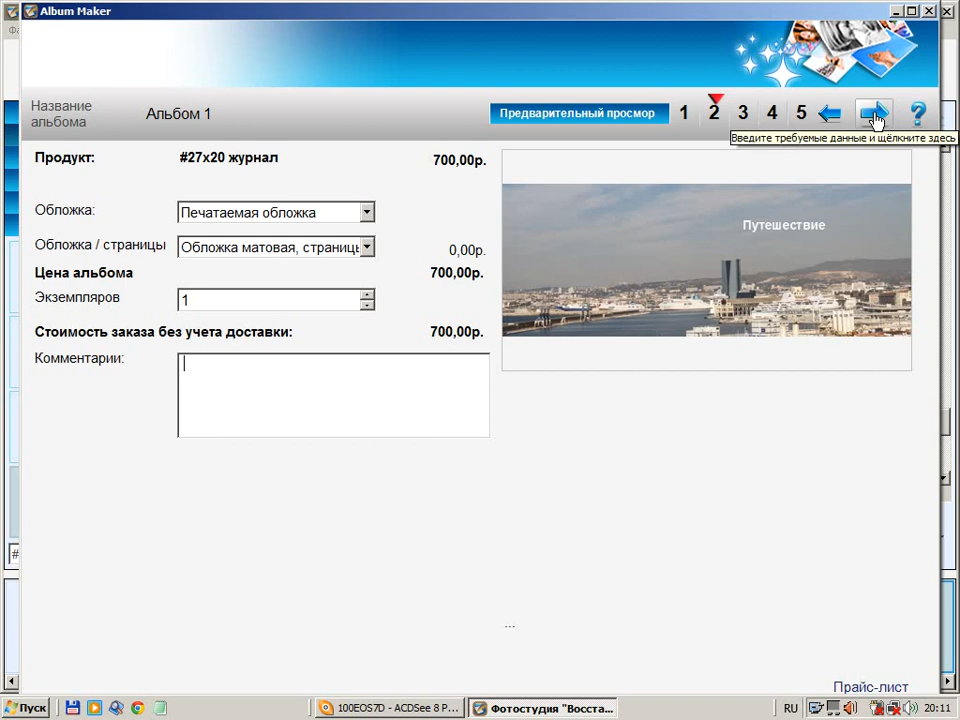 Album Maker
Название альбома
Альбом 1
Предварительный просмор
1 2 3 4 5 ?
Введите требуемые данные и щёлкните здесь
Продукт: #27x20 журнал 700,00р.
Обложка: Печатаемая обложка
Обложка / страницы Обложка матовая, страниць 0,00р.
Цена альбома 700,00р.
Экземпляров 1
Стоимость заказа без учета доставки: 700,00р.
Комментарии:
Путешествие
...
Прайс-лист
#
Пуск
100EOS7D - ACDSee 8 P...
Фотостудия "Восста...
RU
20:11